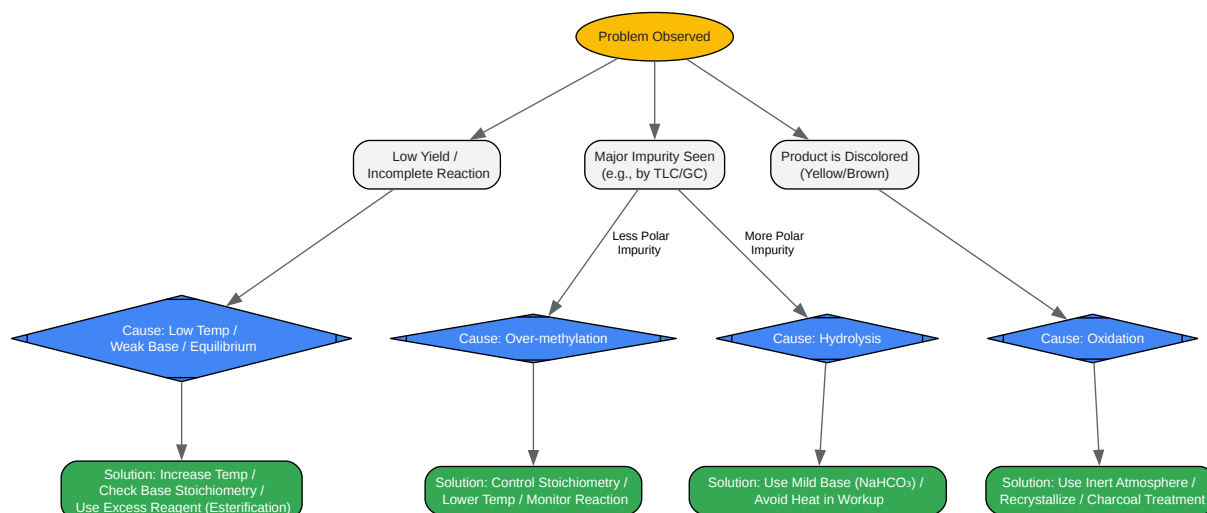 Problem Observed
Low Yield /
Incomplete Reaction
Major Impurity Seen
(e.g., by TLC/GC)
Product is Discolored
(Yellow/Brown)
Less Polar
Impurity
More Polar
Impurity
Cause: Low Temp /
Weak Base / Equilibrium
Cause: Over-methylation
Cause: Hydrolysis
Cause: Oxidation
Solution: Increase Temp /
Check Base Stoichiometry /
Use Excess Reagent (Esterification)
Solution: Control Stoichiometry /
Lower Temp / Monitor Reaction
Solution: Use Mild Base (NaHCO₃) /
Avoid Heat in Workup
Solution: Use Inert Atmosphere /
Recrystallize / Charcoal Treatment